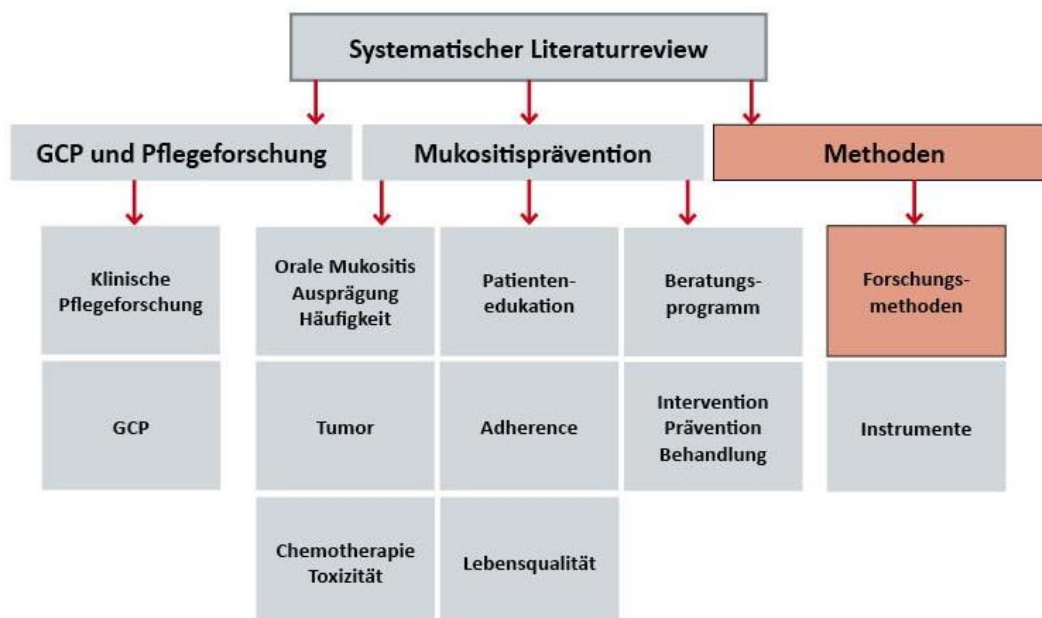 Systematischer Literaturreview
GCP und Pflegeforschung
Mukositisprävention
Methoden
Klinische
Pflegeforschung
Orale Mukositis
Ausprägung
Häufigkeit
Patienten-
edukation
Beratungs-
programm
Forschungs-
methoden
GCP
Tumor
Adherence
Intervention
Prävention
Behandlung
Instrumente
Chemotherapie
Toxizität
Lebensqualität